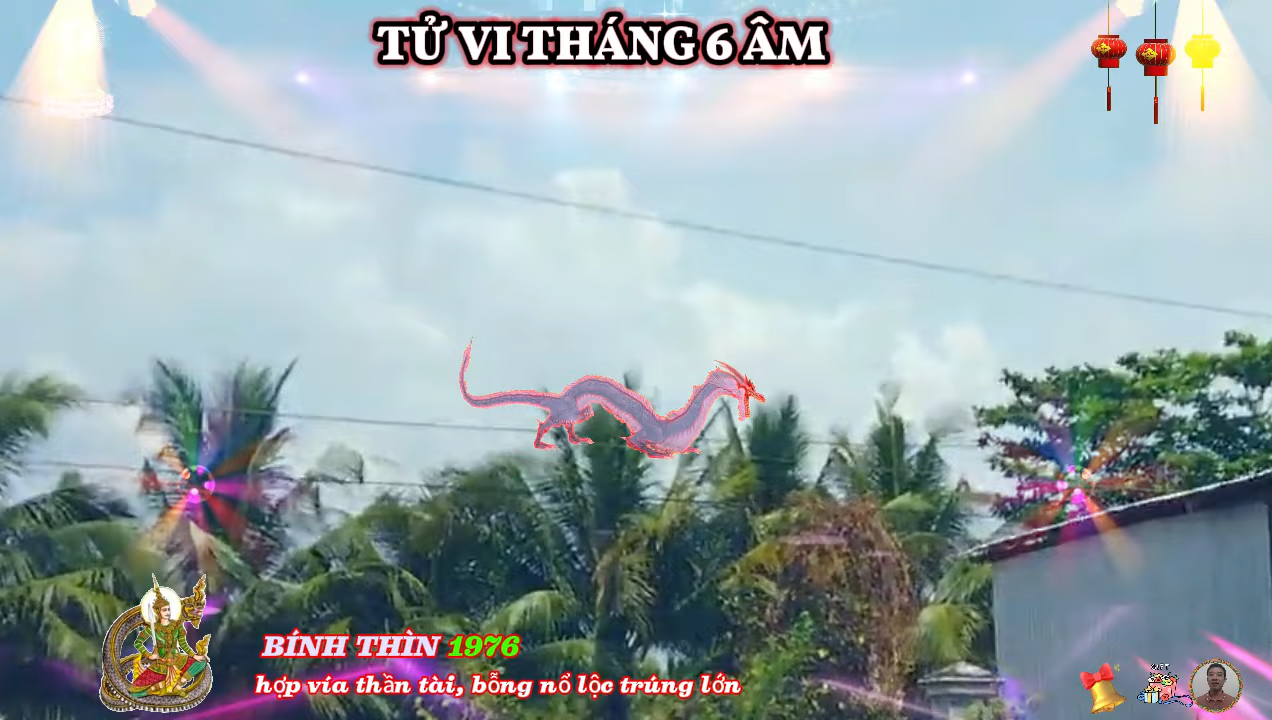 TỬ VI THÁNG 6 ÂM
BÍNH THÌN 1976
hợp vía thần tài, bỗng nổ lộc trúng lớn